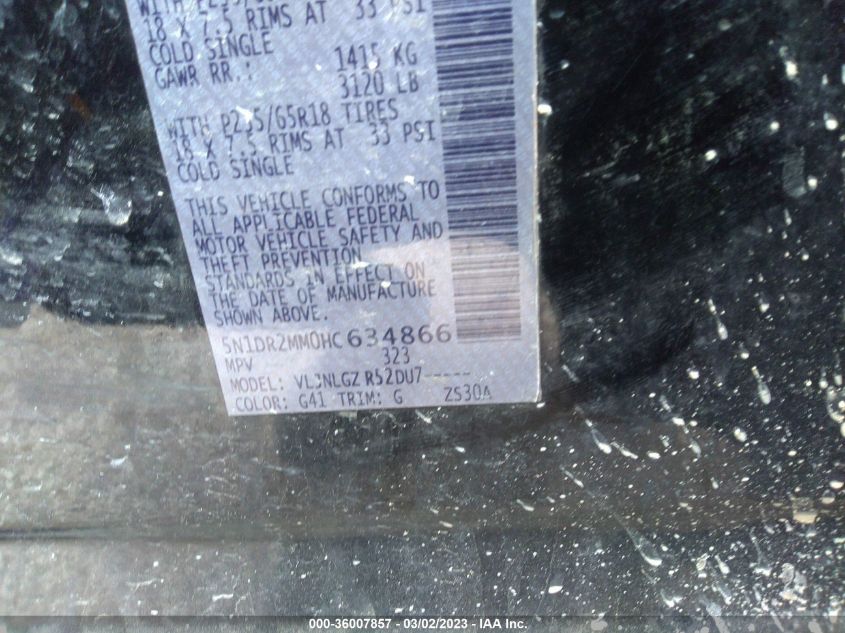 18 X 7.5 RIMS AT 33 PSI
COLD SINGLE
GAWR RR.: 1415 KG
3120 LB
WITH P235/65R18 TIRES
18 X 7.5 RIMS AT 33 PSI
COLD SINGLE
THIS VEHICLE CONFORMS TO
ALL APPLICABLE FEDERAL
MOTOR VEHICLE SAFETY AND
THEFT PREVENTION
STANDARDS IN EFFECT ON
THE DATE OF MANUFACTURE
SHOWN ABOVE.
5N1DR2MM0HC634866
MPV 323
MODEL: VL3NLGZ R52DU7-----
COLOR: G41 TRIM: G ZS30A
000-36007857 — 03/02/2023 — IAA Inc.